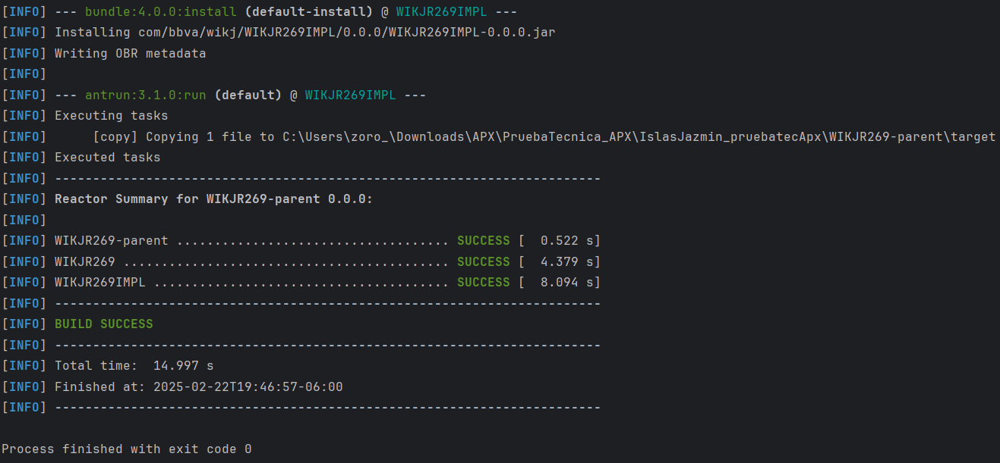 [INFO] --- bundle:4.0.0:install (default-install) @ WIKJR269IMPL ---
[INFO] Installing com/bbva/wikj/WIKJR269IMPL/0.0.0/WIKJR269IMPL-0.0.0.jar
[INFO] Writing OBR metadata
[INFO]
[INFO] --- antrun:3.1.0:run (default) @ WIKJR269IMPL ---
[INFO] Executing tasks
[INFO]      [copy] Copying 1 file to C:\Users\zoro_\Downloads\APX\PruebaTecnica_APX\IslasJazmin_pruebatecApx\WIKJR269-parent\target
[INFO] Executed tasks
[INFO] ------------------------------------------------------------------------
[INFO] Reactor Summary for WIKJR269-parent 0.0.0:
[INFO]
[INFO] WIKJR269-parent .................................... SUCCESS [  0.522 s]
[INFO] WIKJR269 ........................................... SUCCESS [  4.379 s]
[INFO] WIKJR269IMPL ....................................... SUCCESS [  8.094 s]
[INFO] ------------------------------------------------------------------------
[INFO] BUILD SUCCESS
[INFO] ------------------------------------------------------------------------
[INFO] Total time:  14.997 s
[INFO] Finished at: 2025-02-22T19:46:57-06:00
[INFO] ------------------------------------------------------------------------
Process finished with exit code 0